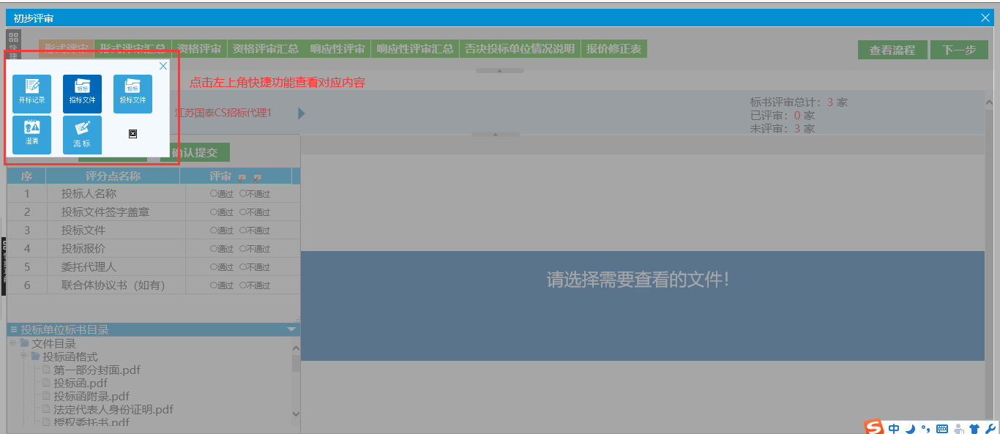 初步评审
快
捷
形式评审 形式评审汇总 资格评审 资格评审汇总 响应性评审 响应性评审汇总 否决投标单位情况说明 报价修正表
查看流程 下一步
点击左上角快捷功能查看对应内容
开标记录 招标 招标文件 投标 投标文件
澄清 流 标
江苏国泰CS招标代理1
标书评审总计：3 家
已评审：0 家
未评审：3 家
确认提交
序 评分点名称 评审
1 投标人名称 通过 不通过
2 投标文件签字盖章 通过 不通过
3 投标文件 通过 不通过
4 投标报价 通过 不通过
5 委托代理人 通过 不通过
6 联合体协议书（如有） 通过 不通过
请选择需要查看的文件！
投标单位标书目录
文件目录
投标函格式
第一部分封面.pdf
投标函.pdf
投标函附录.pdf
法定代表人身份证明.pdf
授权委托书.pdf
中